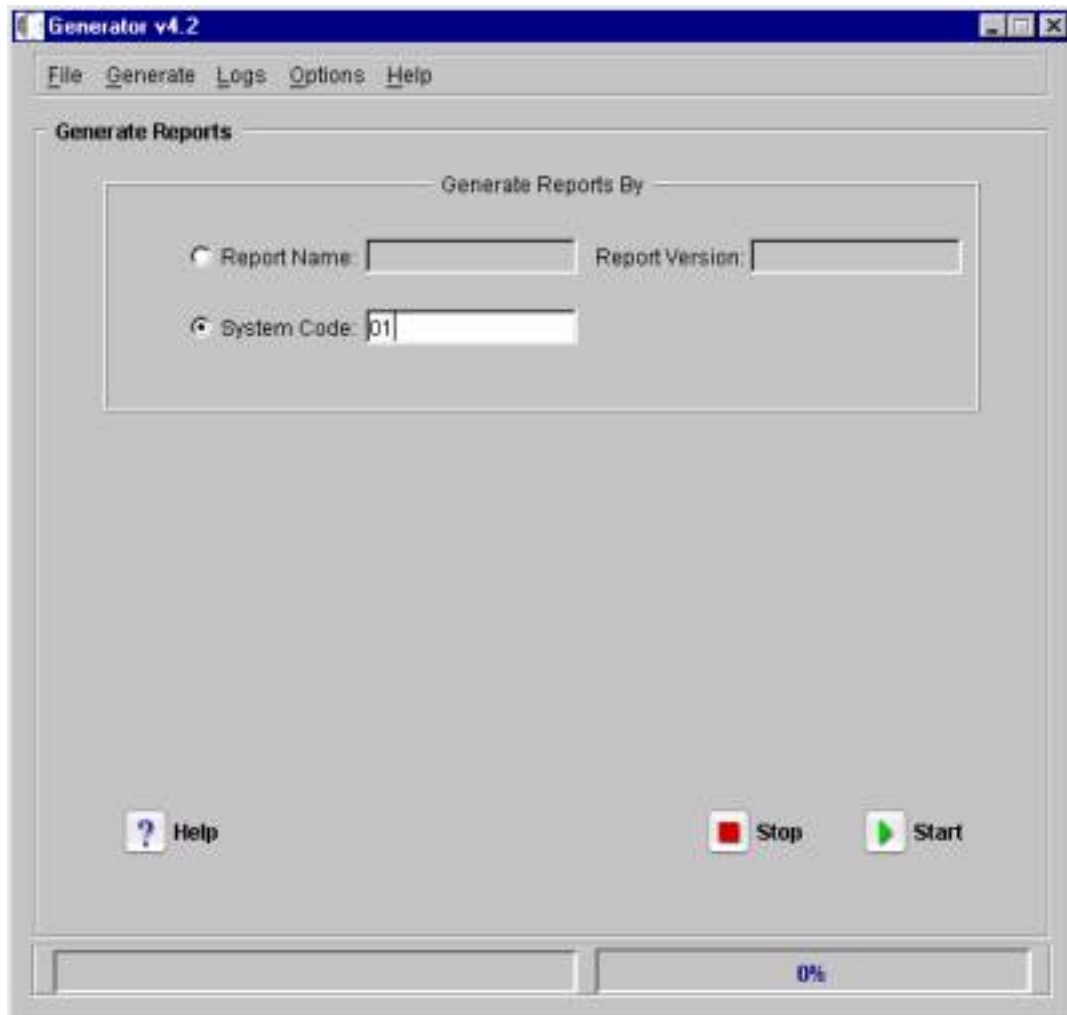 Generator v4.2
File Generate Logs Options Help
Generate Reports
Generate Reports By
Report Name: Report Version:
System Code: 01
? Help Stop Start
0%